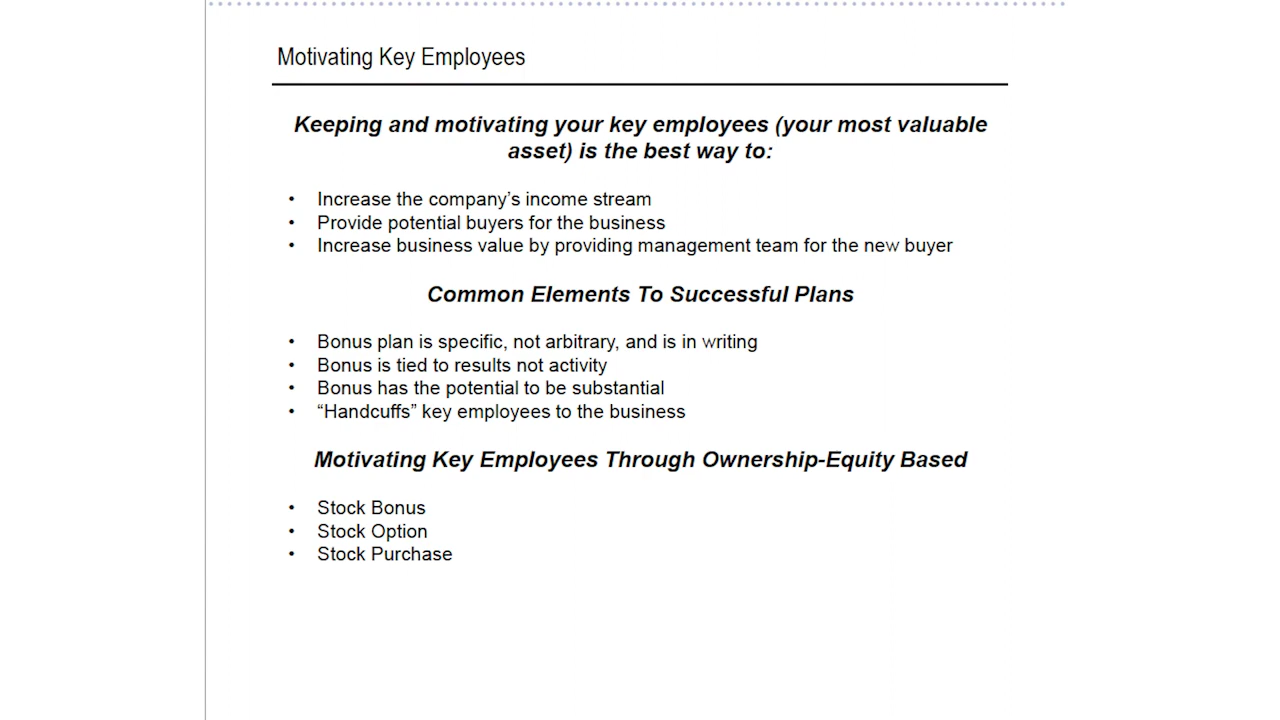 Motivating Key Employees
Keeping and motivating your key employees (your most valuable
asset) is the best way to:
• Increase the company’s income stream
• Provide potential buyers for the business
• Increase business value by providing management team for the new buyer
Common Elements To Successful Plans
• Bonus plan is specific, not arbitrary, and is in writing
• Bonus is tied to results not activity
• Bonus has the potential to be substantial
• “Handcuffs” key employees to the business
Motivating Key Employees Through Ownership-Equity Based
• Stock Bonus
• Stock Option
• Stock Purchase